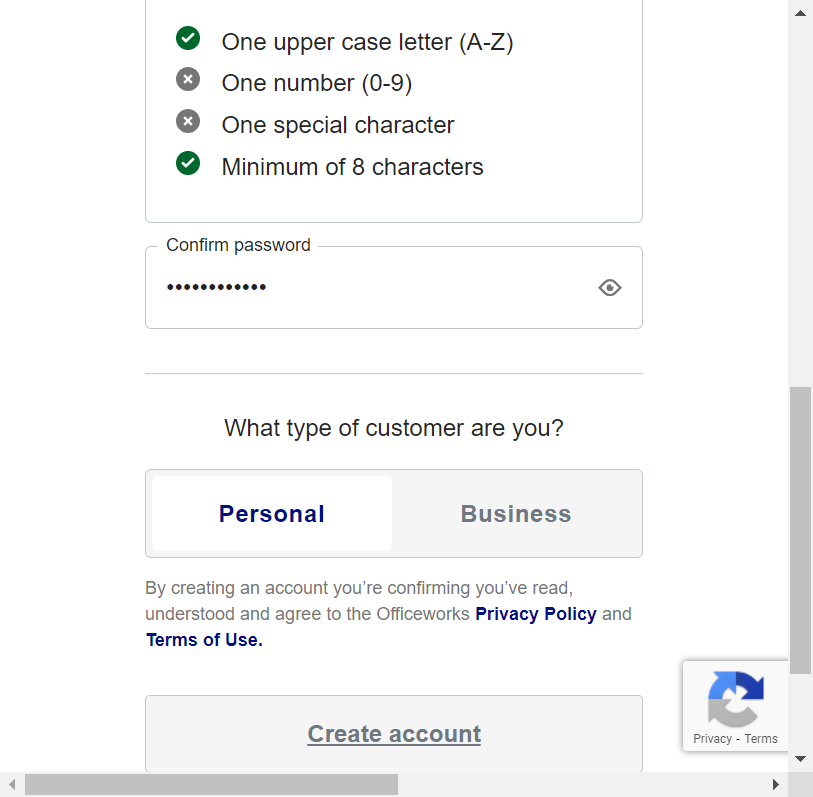 One upper case letter (A-Z)
One number (0-9)
One special character
Minimum of 8 characters
Confirm password
••••••••••••
What type of customer are you?
Personal Business
By creating an account you’re confirming you’ve read,
understood and agree to the Officeworks Privacy Policy and
Terms of Use.
Create account
Privacy - Terms